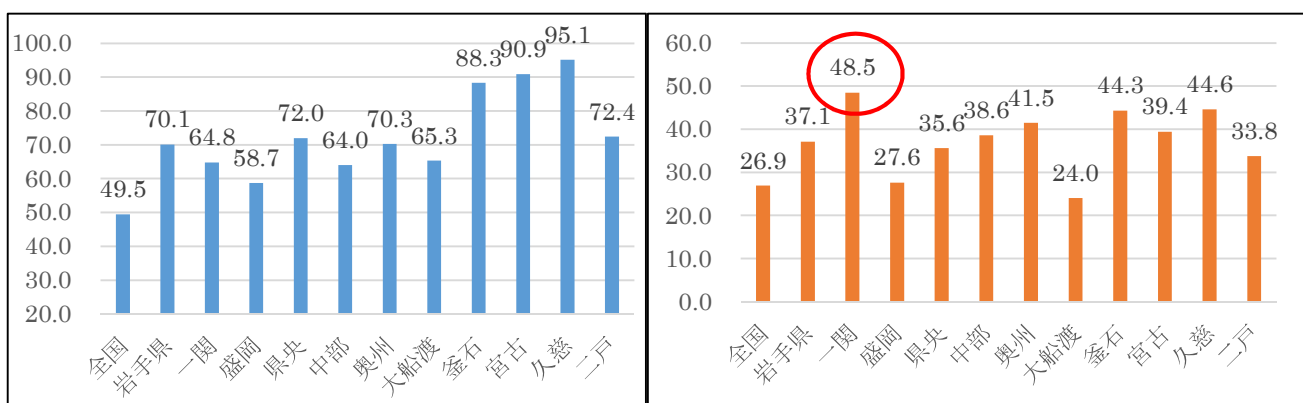 100.0
90.0
80.0
70.0
60.0
50.0
40.0
30.0
20.0
49.5
70.1
64.8
58.7
72.0
64.0
70.3
65.3
88.3
90.9
95.1
72.4
全国
岩手県
一関
盛岡
県央
中部
奥州
大船渡
釜石
宮古
久慈
二戸
60.0
50.0
40.0
30.0
20.0
10.0
0.0
26.9
37.1
48.5
27.6
35.6
38.6
41.5
24.0
44.3
39.4
44.6
33.8
全国
岩手県
一関
盛岡
県央
中部
奥州
大船渡
釜石
宮古
久慈
二戸